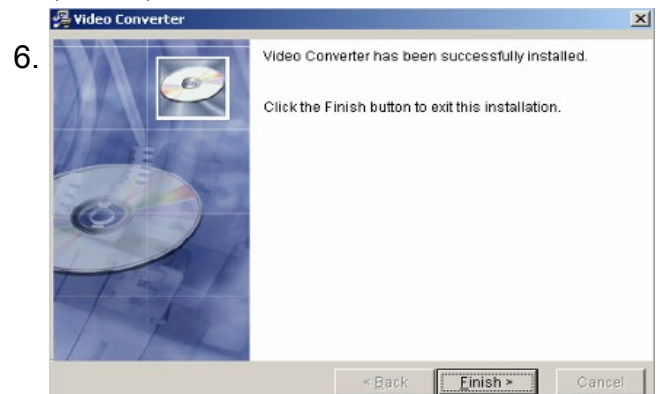 Video Converter
6.
Video Converter has been successfully installed.
Click the Finish button to exit this installation.
< Back Finish > Cancel